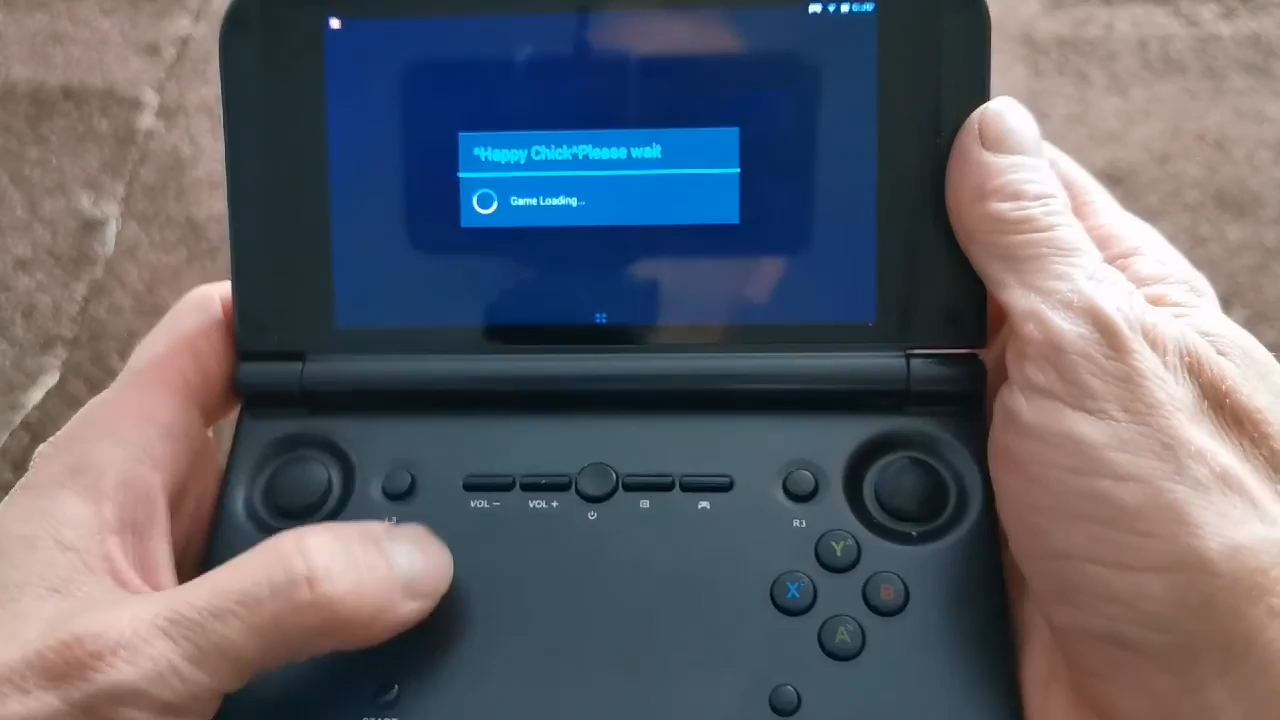 *Happy Chick*Please wait
Game Loading...
VOL −
VOL +
R3
Y
X
B
A